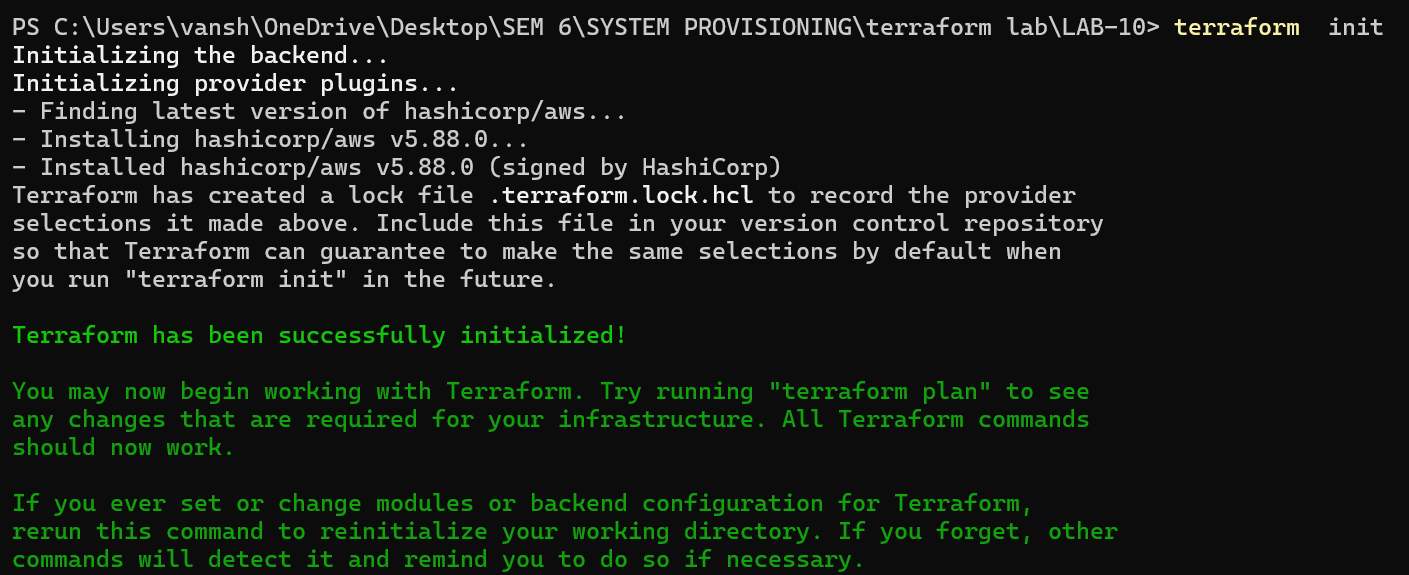 PS C:\Users\vansh\OneDrive\Desktop\SEM 6\SYSTEM PROVISIONING\terraform lab\LAB-10> terraform  init
Initializing the backend...
Initializing provider plugins...
- Finding latest version of hashicorp/aws...
- Installing hashicorp/aws v5.88.0...
- Installed hashicorp/aws v5.88.0 (signed by HashiCorp)
Terraform has created a lock file .terraform.lock.hcl to record the provider
selections it made above. Include this file in your version control repository
so that Terraform can guarantee to make the same selections by default when
you run "terraform init" in the future.

Terraform has been successfully initialized!

You may now begin working with Terraform. Try running "terraform plan" to see
any changes that are required for your infrastructure. All Terraform commands
should now work.

If you ever set or change modules or backend configuration for Terraform,
rerun this command to reinitialize your working directory. If you forget, other
commands will detect it and remind you to do so if necessary.